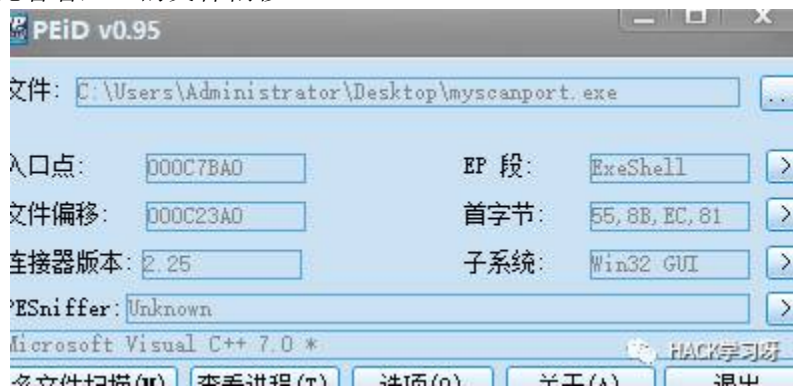 PEiD v0.95
文件: C:\Users\Administrator\Desktop\myscanport.exe ..
入口点: 000C7BA0 EP 段: ExeShell >
文件偏移: 000C23A0 首字节: 55,8B,EC,81 >
连接器版本: 2.25 子系统: Win32 GUI >
PESniffer: Unknown >
Microsoft Visual C++ 7.0 *
HACK学习呀
多文件扫描(M) 查看进程(T) 选项(O) 关于(A) 退出